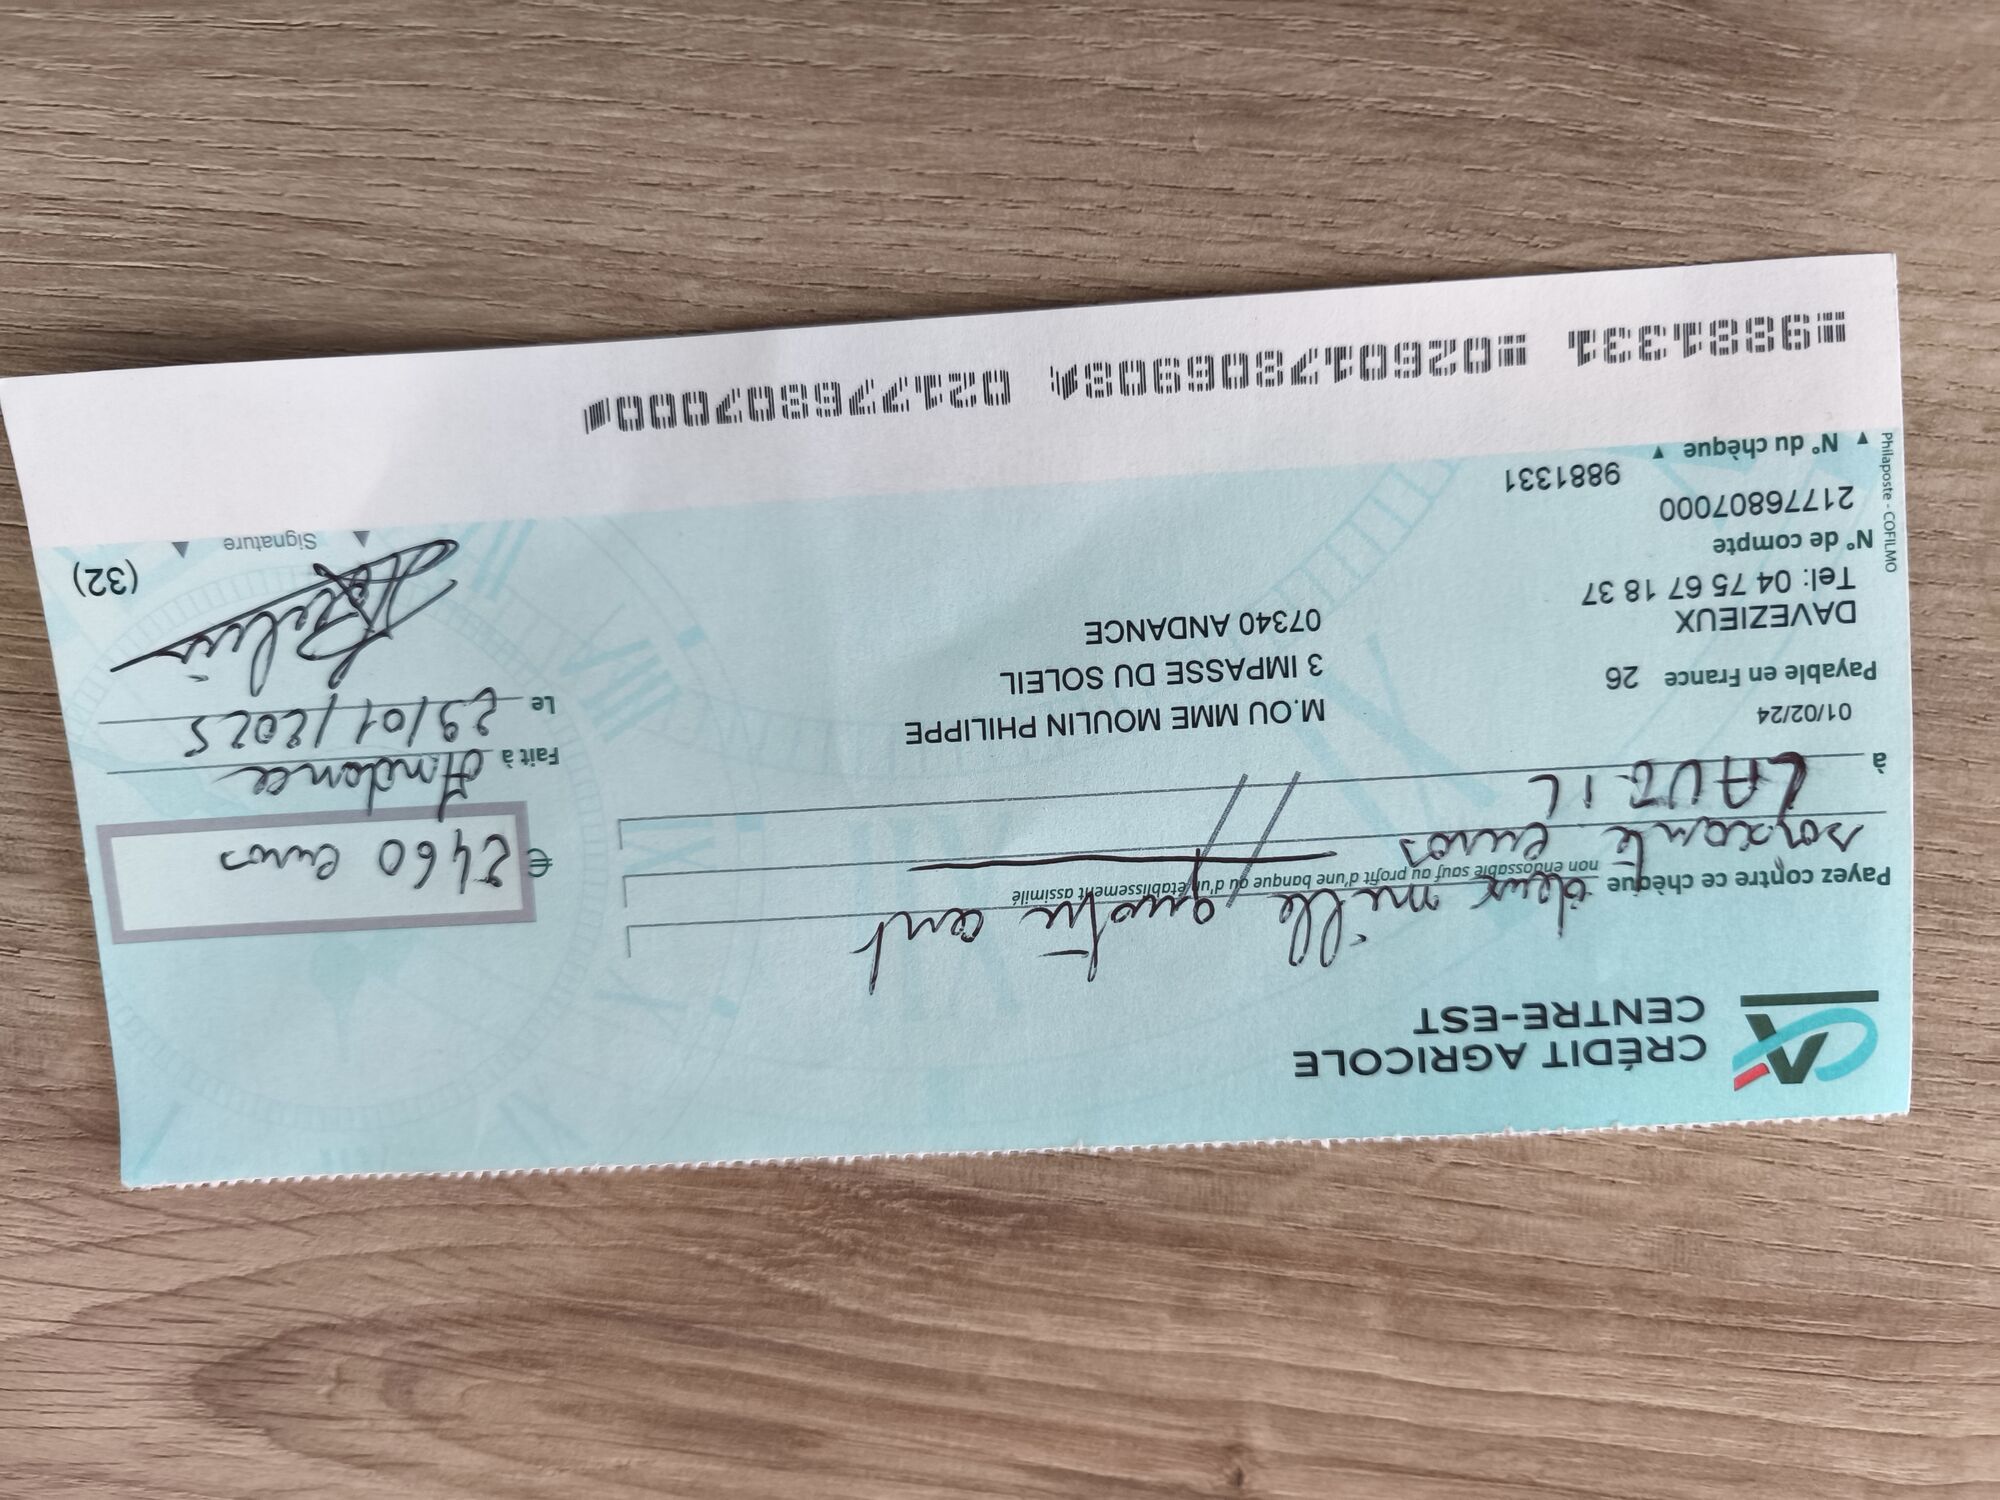 CRÉDIT AGRICOLE
CENTRE-EST
Payez contre ce chèque non endossable sauf au profit d'une banque ou d'un établissement assimilé
deux mille quatre cent
soixante euros
€ 2460 euros
à LAUTIL
Fait à Andance
Le 29/01/2025
01/02/24
Payable en France 26
DAVEZIEUX
Tel: 04 75 67 18 37
N° de compte
21776807000
9881331
N° du chèque
M.OU MME MOULIN PHILIPPE
3 IMPASSE DU SOLEIL
07340 ANDANCE
Signature
(32)
Philaposte - COFILMO
9881331 026017806908 021776807000